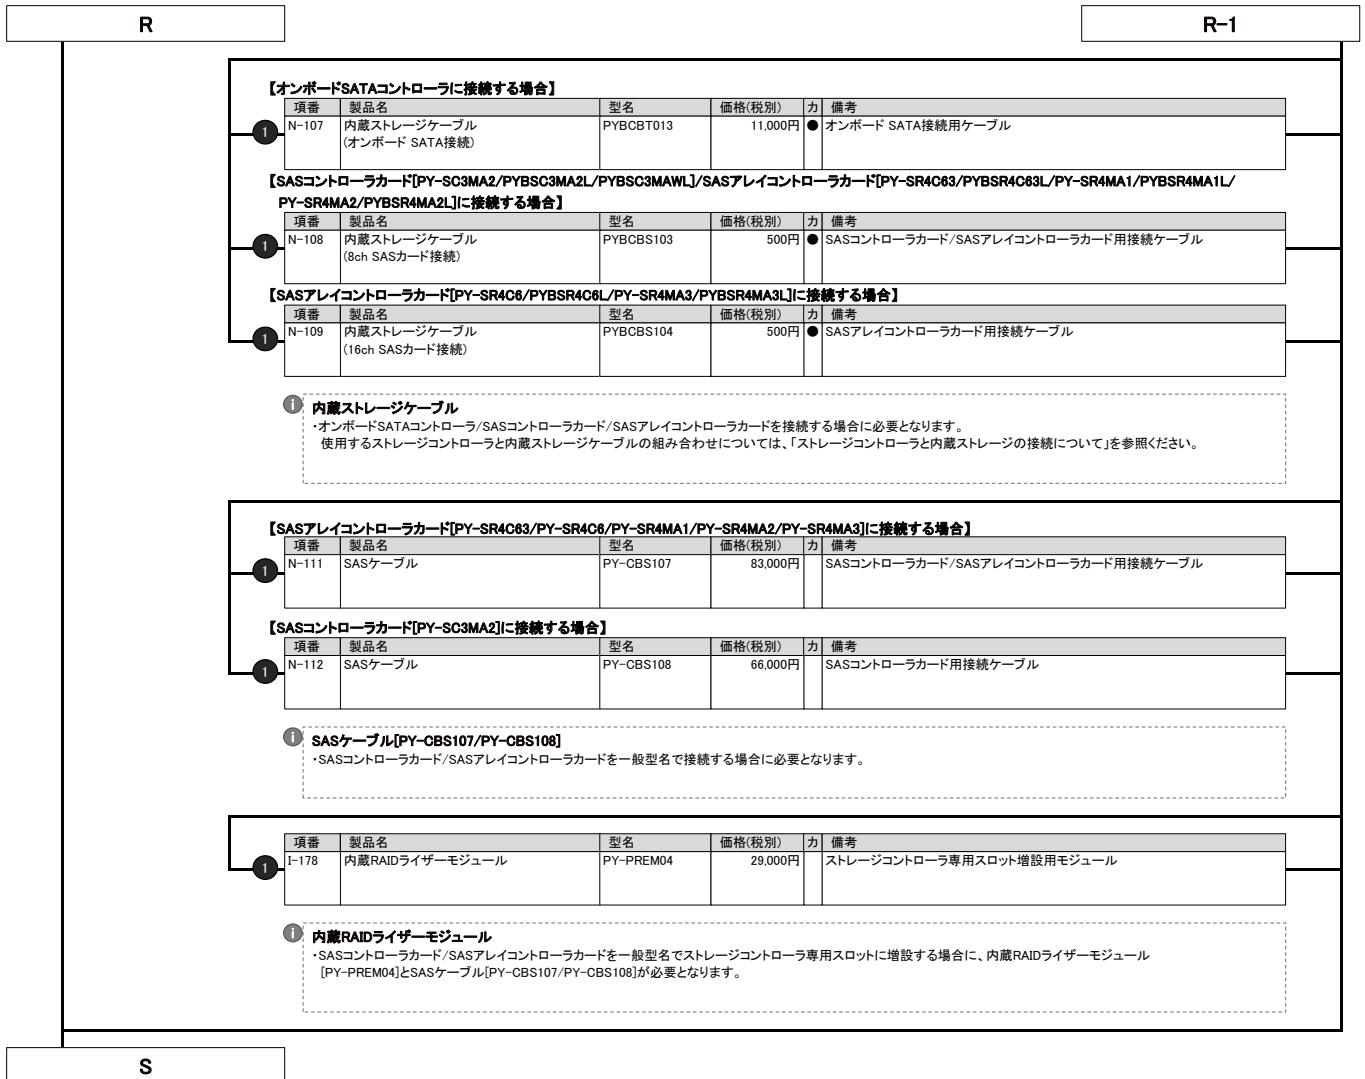 R
R-1
【オンボードSATAコントローラに接続する場合】
項番 製品名 型名 価格(税別) カ 備考
1 N-107 内蔵ストレージケーブル PYBCBT013 11,000円 ● オンボード SATA接続用ケーブル
(オンボード SATA接続)
【SASコントローラカード[PY-SC3MA2/PYBSC3MA2L/PYBSC3MAWL]/SASアレイコントローラカード[PY-SR4C63/PYBSR4C63L/PY-SR4MA1/PYBSR4MA1L/
PY-SR4MA2/PYBSR4MA2L]に接続する場合】
項番 製品名 型名 価格(税別) カ 備考
1 N-108 内蔵ストレージケーブル PYBCBS103 500円 ● SASコントローラカード/SASアレイコントローラカード用接続ケーブル
(8ch SASカード接続)
【SASアレイコントローラカード[PY-SR4C6/PYBSR4C6L/PY-SR4MA3/PYBSR4MA3L]に接続する場合】
項番 製品名 型名 価格(税別) カ 備考
1 N-109 内蔵ストレージケーブル PYBCBS104 500円 ● SASアレイコントローラカード用接続ケーブル
(16ch SASカード接続)
i 内蔵ストレージケーブル
・オンボードSATAコントローラ/SASコントローラカード/SASアレイコントローラカードを接続する場合に必要となります。
使用するストレージコントローラと内蔵ストレージケーブルの組み合わせについては、「ストレージコントローラと内蔵ストレージの接続について」を参照ください。
【SASアレイコントローラカード[PY-SR4C63/PY-SR4C6/PY-SR4MA1/PY-SR4MA2/PY-SR4MA3]に接続する場合】
項番 製品名 型名 価格(税別) カ 備考
1 N-111 SASケーブル PY-CBS107 83,000円 SASコントローラカード/SASアレイコントローラカード用接続ケーブル
【SASコントローラカード[PY-SC3MA2]に接続する場合】
項番 製品名 型名 価格(税別) カ 備考
1 N-112 SASケーブル PY-CBS108 66,000円 SASコントローラカード用接続ケーブル
i SASケーブル[PY-CBS107/PY-CBS108]
・SASコントローラカード/SASアレイコントローラカードを一般型名で接続する場合に必要となります。
項番 製品名 型名 価格(税別) カ 備考
1 I-178 内蔵RAIDライザーモジュール PY-PREM04 29,000円 ストレージコントローラ専用スロット増設用モジュール
i 内蔵RAIDライザーモジュール
・SASコントローラカード/SASアレイコントローラカードを一般型名でストレージコントローラ専用スロットに増設する場合に、内蔵RAIDライザーモジュール
[PY-PREM04]とSASケーブル[PY-CBS107/PY-CBS108]が必要となります。
S